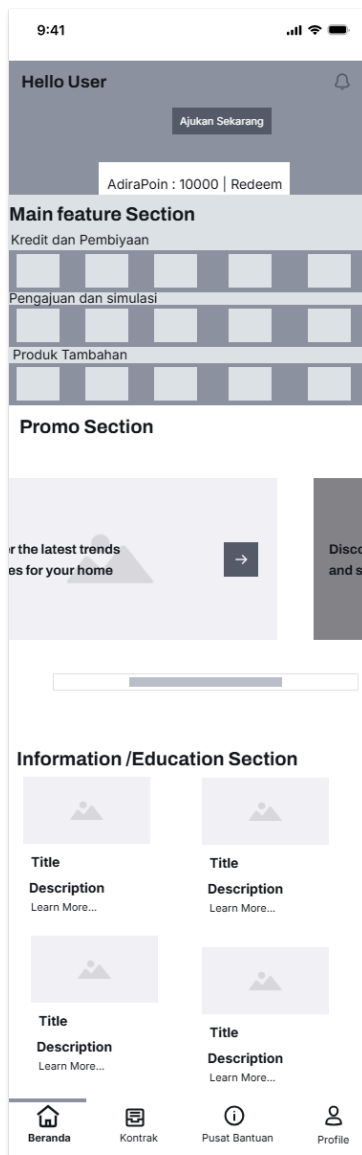 9:41
Hello User
Ajukan Sekarang
AdiraPoin : 10000 | Redeem
Main feature Section
Kredit dan Pembiyaan
Pengajuan dan simulasi
Produk Tambahan
Promo Section
r the latest trends
es for your home
Disco
and s
Information /Education Section
Title
Description
Learn More...
Title
Description
Learn More...
Title
Description
Learn More...
Title
Description
Learn More...
Beranda
Kontrak
Pusat Bantuan
Profile